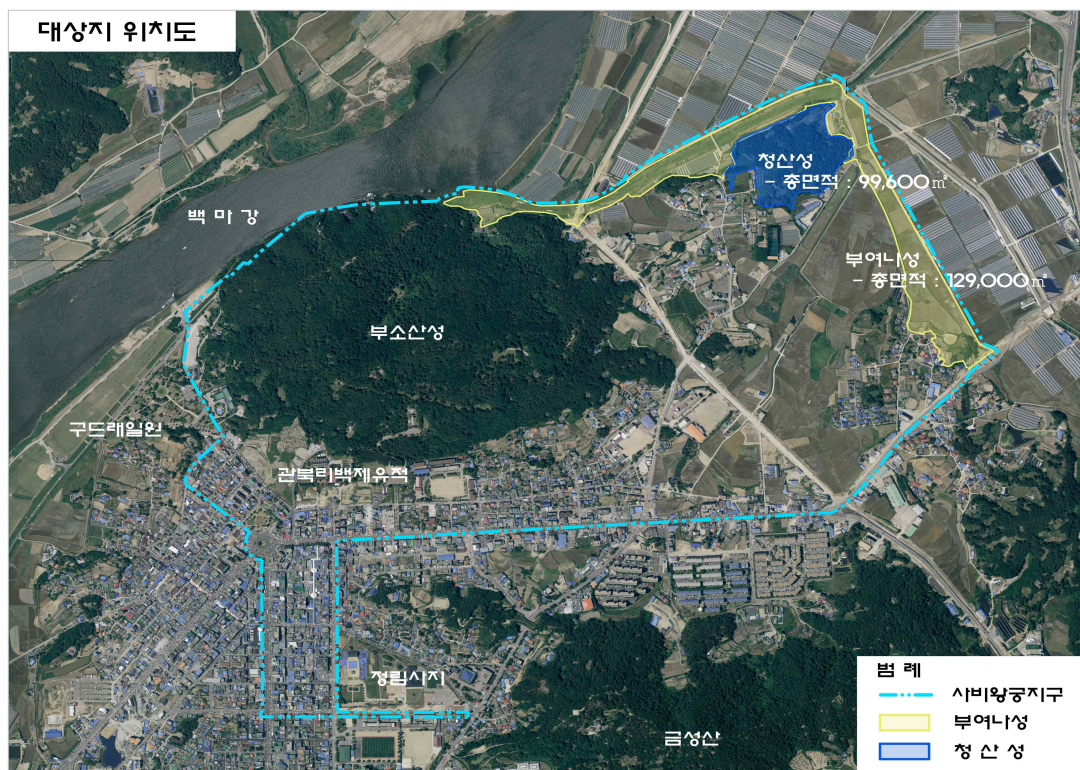 대상지 위치도
청산성
- 총면적 : 99,600㎡
백 마 강
부여나성
- 총면적 : 129,000㎡
부소산성
구드래일원
관북리백제유적
정림사지
금성산
범 례
사비왕궁지구
부여나성
청 산 성